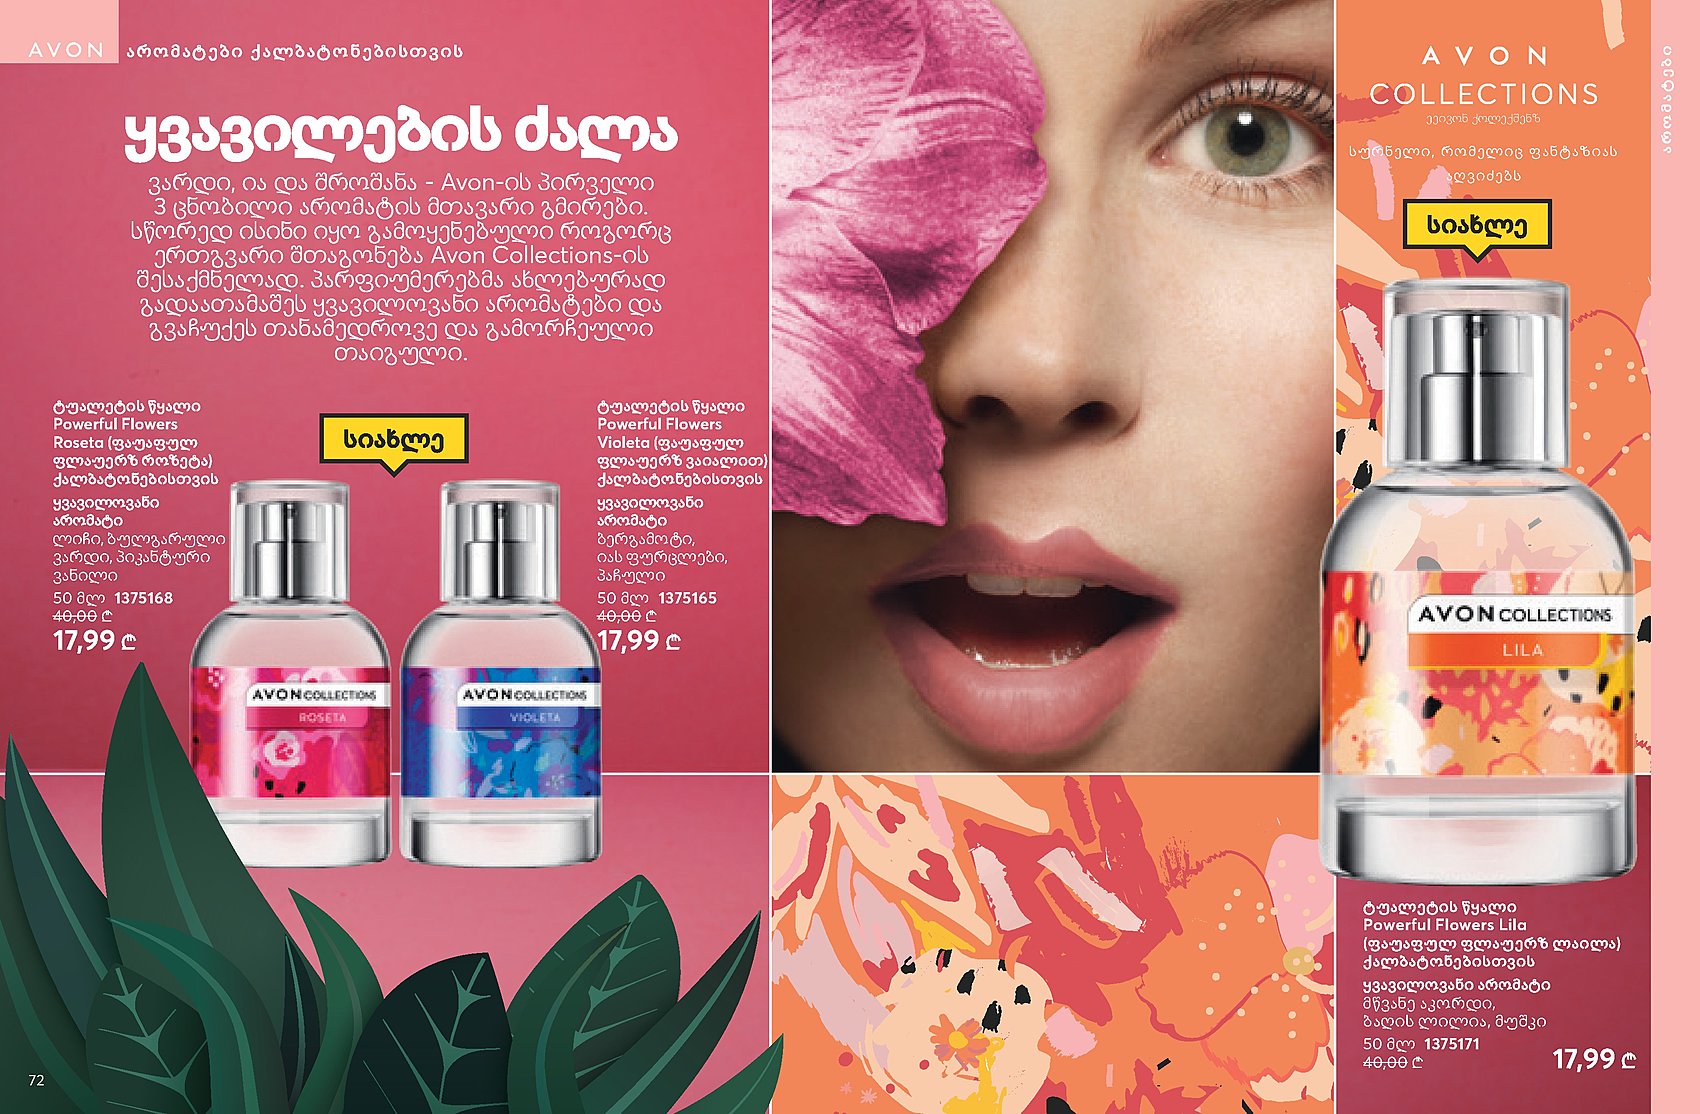 AVON
არომატები ქალბატონებისთვის
ყვავილების ძალა
ვარდი, ია და შროშანა - Avon-ის პირველი
3 ცნობილი არომატის მთავარი გმირები.
სწორედ ისინი იყო გამოყენებული როგორც
ერთგვარი შთაგონება Avon Collections-ის
შესაქმნელად. პარფიუმერებმა ახლებურად
გადაათამაშეს ყვავილოვანი არომატები და
გვაჩუქეს თანამედროვე და გამორჩეული
თაიგული.
ტუალეტის წყალი
Powerful Flowers
Roseta (ფაუაფულ
ფლაუერზ როზეტა)
ქალბატონებისთვის
ყვავილოვანი
არომატი
ლიჩი, ბულგარული
ვარდი, პიკანტური
ვანილი
50 მლ 1375168
40,00 ₾
17,99 ₾
სიახლე
AVON COLLECTIONS
ROSETA
AVON COLLECTIONS
VIOLETA
ტუალეტის წყალი
Powerful Flowers
Violeta (ფაუაფულ
ფლაუერზ ვაიალით)
ქალბატონებისთვის
ყვავილოვანი
არომატი
ბერგამოტი,
იას ფურცლები,
პაჩული
50 მლ 1375165
40,00 ₾
17,99 ₾
72
AVON
COLLECTIONS
ეივონ ქოლექშენზ
სურნელი, რომელიც ფანტაზიას
აღვიძებს
სიახლე
AVON COLLECTIONS
LILA
ტუალეტის წყალი
Powerful Flowers Lila
(ფაუაფულ ფლაუერზ ლაილა)
ქალბატონებისთვის
ყვავილოვანი არომატი
მწვანე აკორდი,
ბაღის ლილია, მუშკი
50 მლ 1375171
40,00 ₾
17,99 ₾
არომატები